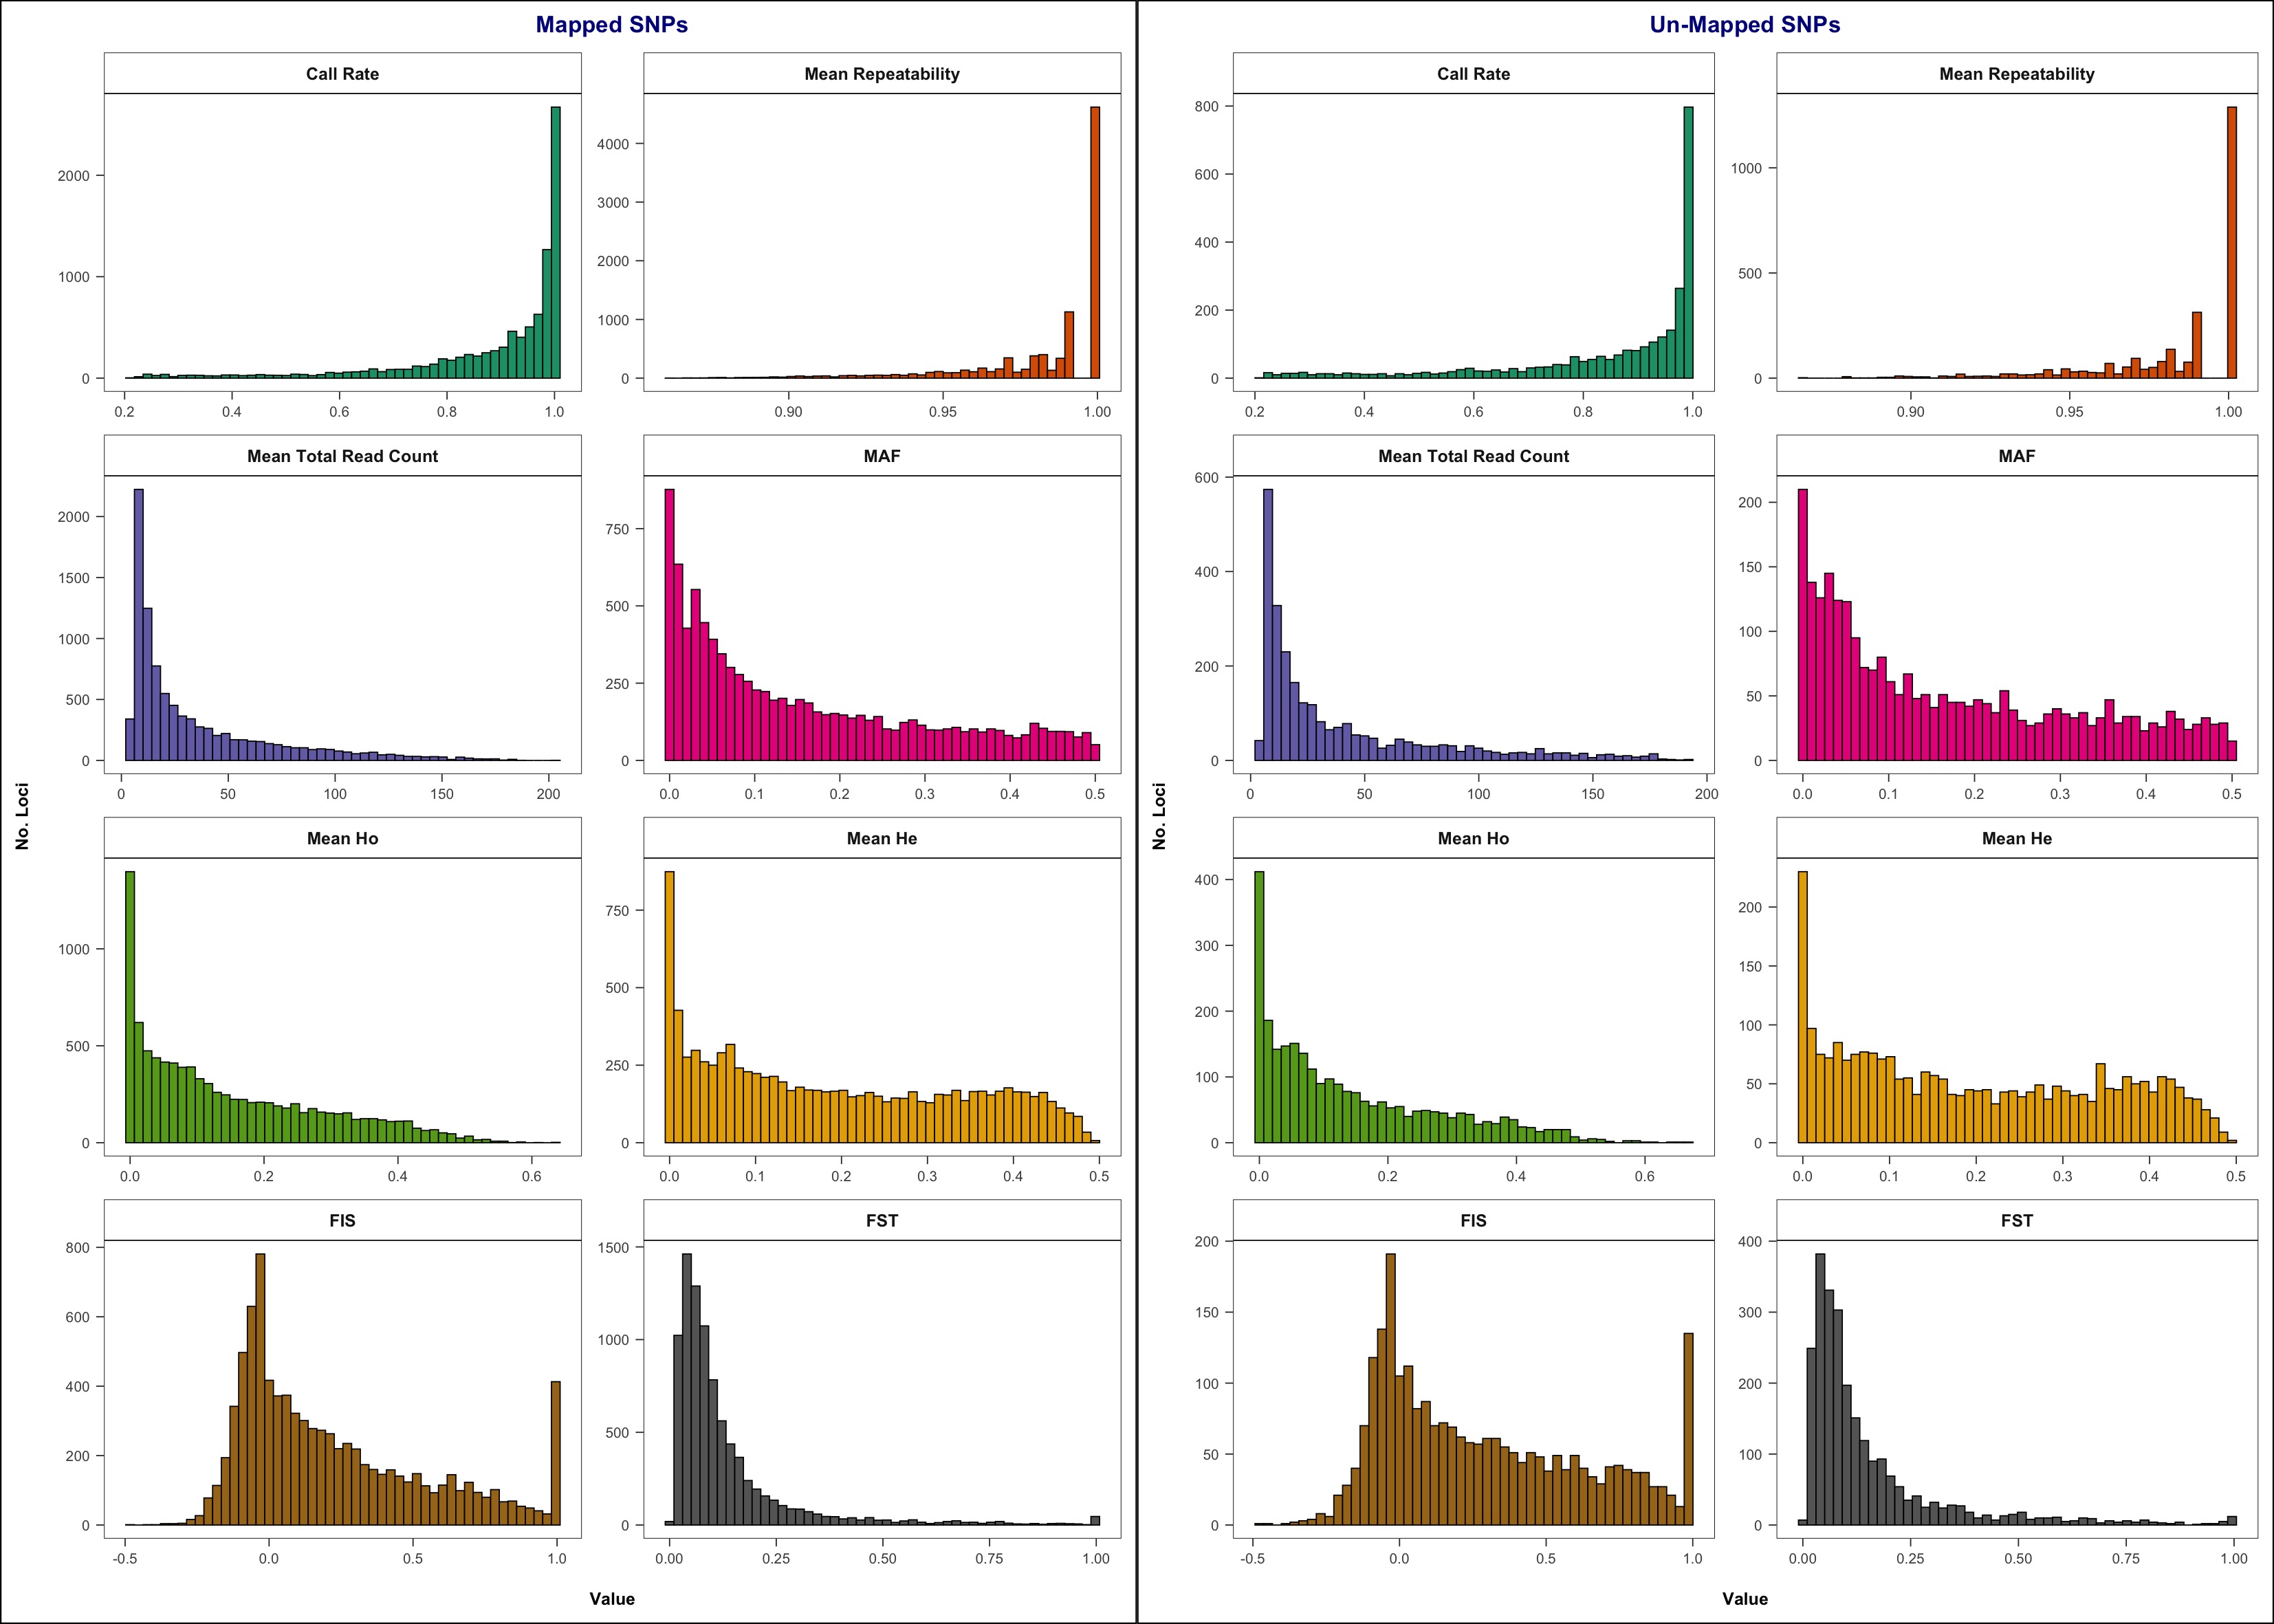 Mapped SNPs
Call Rate
Mean Repeatability
2000
1000
0
0.2 0.4 0.6 0.8 1.0
4000
3000
2000
1000
0
0.90 0.95 1.00
Mean Total Read Count
MAF
2000
1500
1000
500
0
0 50 100 150 200
750
500
250
0
0.0 0.1 0.2 0.3 0.4 0.5
Mean Ho
Mean He
1000
500
0
0.0 0.2 0.4 0.6
750
500
250
0
0.0 0.1 0.2 0.3 0.4 0.5
FIS
FST
800
600
400
200
0
-0.5 0.0 0.5 1.0
1500
1000
500
0
0.00 0.25 0.50 0.75 1.00
No. Loci
Value
Un-Mapped SNPs
Call Rate
Mean Repeatability
800
600
400
200
0
0.2 0.4 0.6 0.8 1.0
1000
500
0
0.90 0.95 1.00
Mean Total Read Count
MAF
600
400
200
0
0 50 100 150 200
200
150
100
50
0
0.0 0.1 0.2 0.3 0.4 0.5
Mean Ho
Mean He
400
300
200
100
0
0.0 0.2 0.4 0.6
200
150
100
50
0
0.0 0.1 0.2 0.3 0.4 0.5
FIS
FST
200
150
100
50
0
-0.5 0.0 0.5 1.0
400
300
200
100
0
0.00 0.25 0.50 0.75 1.00
No. Loci
Value